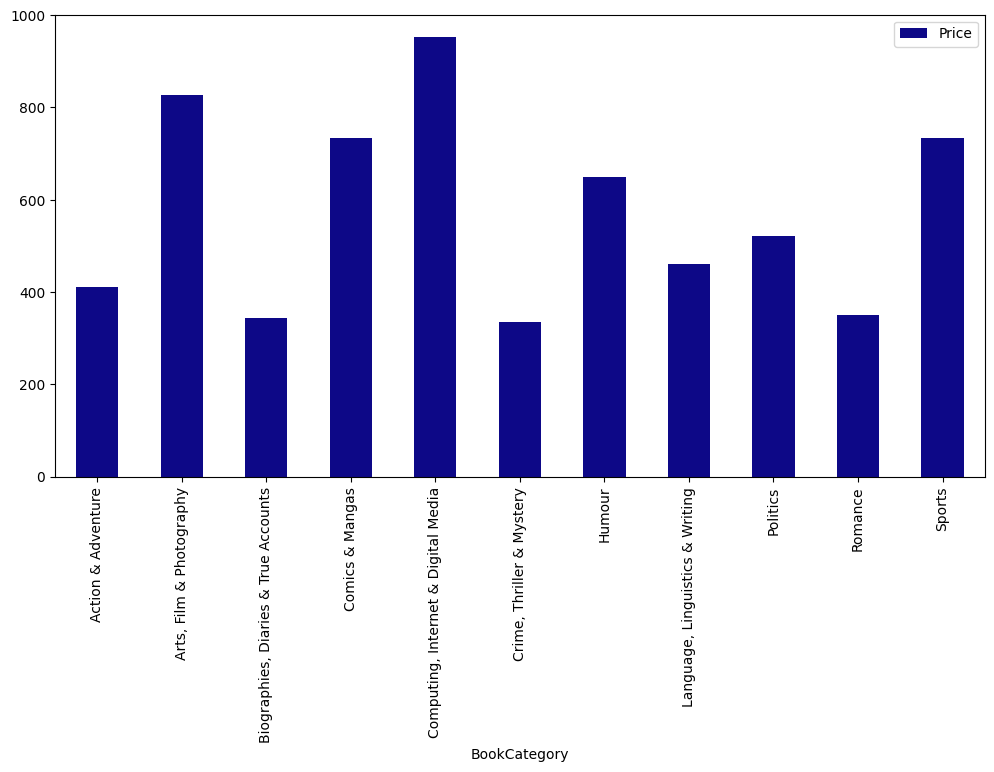 1000
800
600
400
200
0
Price
Action & Adventure
Arts, Film & Photography
Biographies, Diaries & True Accounts
Comics & Mangas
Computing, Internet & Digital Media
Crime, Thriller & Mystery
Humour
Language, Linguistics & Writing
Politics
Romance
Sports
BookCategory